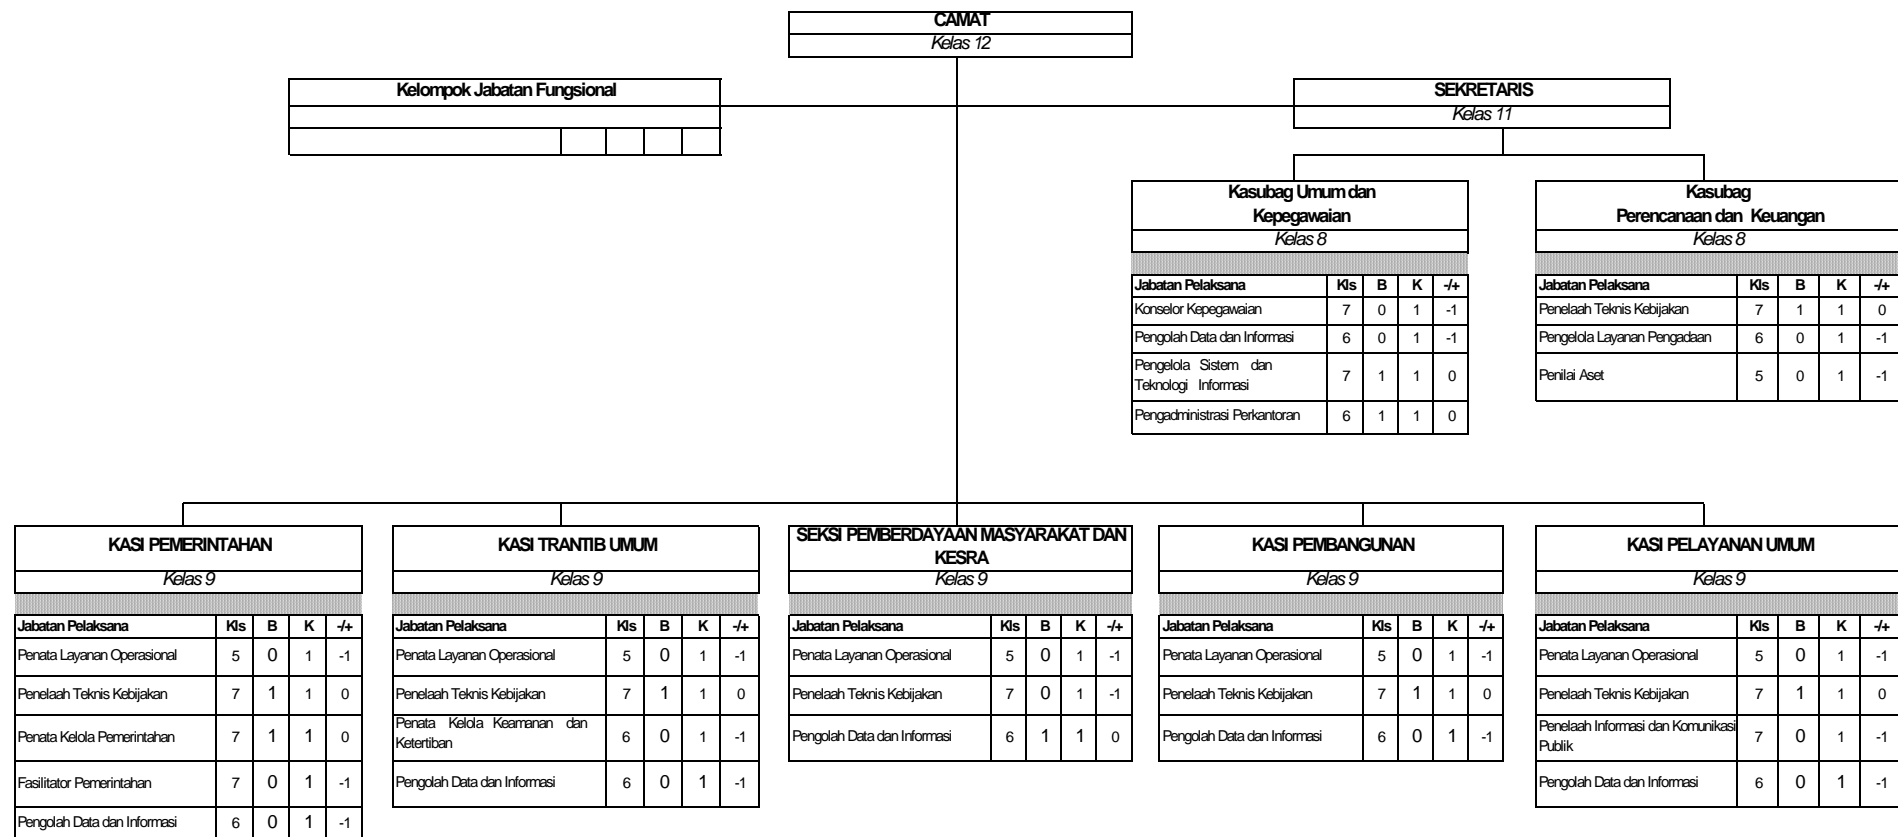 CAMAT
Kelas 12
Kelompok Jabatan Fungsional
SEKRETARIS
Kelas 11
Kasubag Umum dan
Kepegawaian
Kelas 8
Jabatan Pelaksana Kls B K -/+
Konselor Kepegawaian 7 0 1 -1
Pengolah Data dan Informasi 6 0 1 -1
Pengelola Sistem dan
Teknologi Informasi 7 1 1 0
Pengadministrasi Perkantoran 6 1 1 0
Kasubag
Perencanaan dan Keuangan
Kelas 8
Jabatan Pelaksana Kls B K -/+
Penelaah Teknis Kebijakan 7 1 1 0
Pengelola Layanan Pengadaan 6 0 1 -1
Penilai Aset 5 0 1 -1
KASI PEMERINTAHAN
Kelas 9
Jabatan Pelaksana Kls B K -/+
Penata Layanan Operasional 5 0 1 -1
Penelaah Teknis Kebijakan 7 1 1 0
Penata Kelola Pemerintahan 7 1 1 0
Fasilitator Pemerintahan 7 0 1 -1
Pengolah Data dan Informasi 6 0 1 -1
KASI TRANTIB UMUM
Kelas 9
Jabatan Pelaksana Kls B K -/+
Penata Layanan Operasional 5 0 1 -1
Penelaah Teknis Kebijakan 7 1 1 0
Penata Kelola Keamanan dan
Ketertiban 6 0 1 -1
Pengolah Data dan Informasi 6 0 1 -1
SEKSI PEMBERDAYAAN MASYARAKAT DAN
KESRA
Kelas 9
Jabatan Pelaksana Kls B K -/+
Penata Layanan Operasional 5 0 1 -1
Penelaah Teknis Kebijakan 7 0 1 -1
Pengolah Data dan Informasi 6 1 1 0
KASI PEMBANGUNAN
Kelas 9
Jabatan Pelaksana Kls B K -/+
Penata Layanan Operasional 5 0 1 -1
Penelaah Teknis Kebijakan 7 1 1 0
Pengolah Data dan Informasi 6 0 1 -1
KASI PELAYANAN UMUM
Kelas 9
Jabatan Pelaksana Kls B K -/+
Penata Layanan Operasional 5 0 1 -1
Penelaah Teknis Kebijakan 7 1 1 0
Penelaah Informasi dan Komunikasi
Publik 7 0 1 -1
Pengolah Data dan Informasi 6 0 1 -1